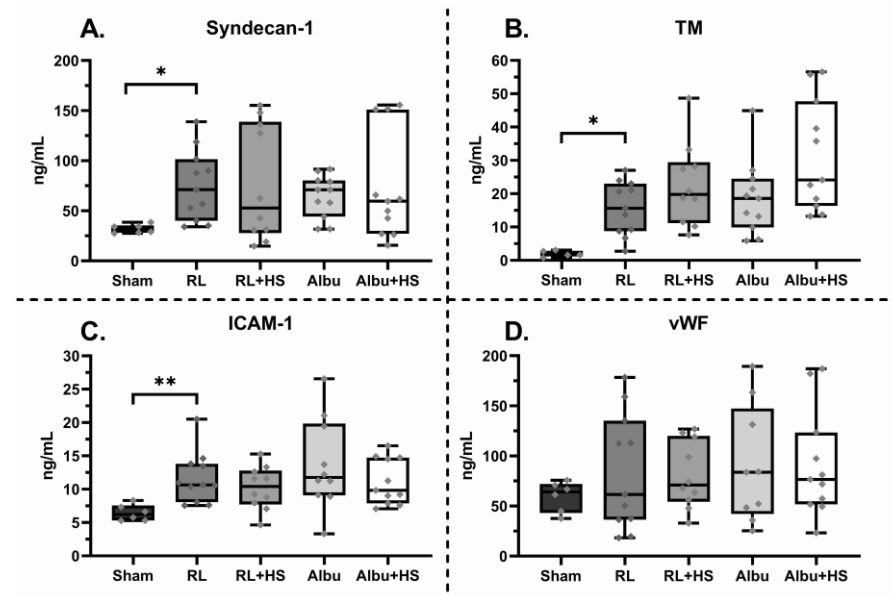 A. Syndecan-1
*
ng/mL
200
150
100
50
0
Sham RL RL+HS Albu Albu+HS
B. TM
*
ng/mL
60
50
40
30
20
10
0
Sham RL RL+HS Albu Albu+HS
C. ICAM-1
**
ng/mL
30
25
20
15
10
5
0
Sham RL RL+HS Albu Albu+HS
D. vWF
ng/mL
200
150
100
50
0
Sham RL RL+HS Albu Albu+HS